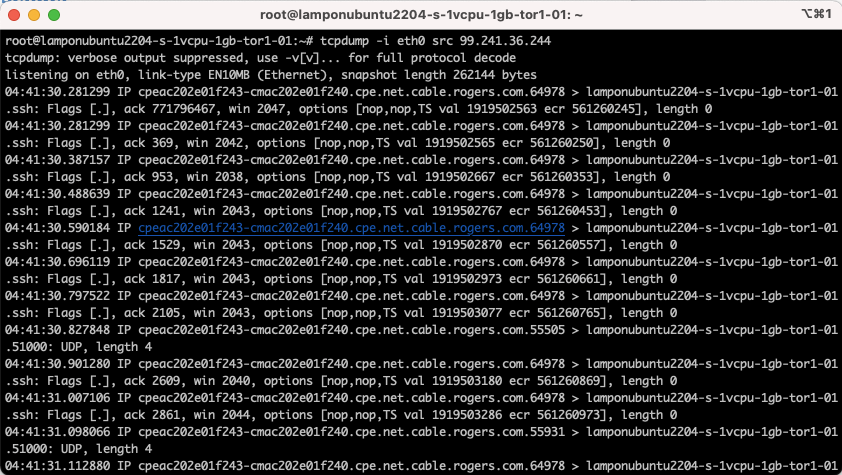 root@lamponubuntu2204-s-1vcpu-1gb-tor1-01: ~
⌥⌘1
root@lamponubuntu2204-s-1vcpu-1gb-tor1-01:~# tcpdump -i eth0 src 99.241.36.244
tcpdump: verbose output suppressed, use -v[v]... for full protocol decode
listening on eth0, link-type EN10MB (Ethernet), snapshot length 262144 bytes
04:41:30.281299 IP cpeac202e01f243-cmac202e01f240.cpe.net.cable.rogers.com.64978 > lamponubuntu2204-s-1vcpu-1gb-tor1-01
.ssh: Flags [.], ack 771796467, win 2047, options [nop,nop,TS val 1919502563 ecr 561260245], length 0
04:41:30.281299 IP cpeac202e01f243-cmac202e01f240.cpe.net.cable.rogers.com.64978 > lamponubuntu2204-s-1vcpu-1gb-tor1-01
.ssh: Flags [.], ack 369, win 2042, options [nop,nop,TS val 1919502565 ecr 561260250], length 0
04:41:30.387157 IP cpeac202e01f243-cmac202e01f240.cpe.net.cable.rogers.com.64978 > lamponubuntu2204-s-1vcpu-1gb-tor1-01
.ssh: Flags [.], ack 953, win 2038, options [nop,nop,TS val 1919502667 ecr 561260353], length 0
04:41:30.488639 IP cpeac202e01f243-cmac202e01f240.cpe.net.cable.rogers.com.64978 > lamponubuntu2204-s-1vcpu-1gb-tor1-01
.ssh: Flags [.], ack 1241, win 2043, options [nop,nop,TS val 1919502767 ecr 561260453], length 0
04:41:30.590184 IP cpeac202e01f243-cmac202e01f240.cpe.net.cable.rogers.com.64978 > lamponubuntu2204-s-1vcpu-1gb-tor1-01
.ssh: Flags [.], ack 1529, win 2043, options [nop,nop,TS val 1919502870 ecr 561260557], length 0
04:41:30.696119 IP cpeac202e01f243-cmac202e01f240.cpe.net.cable.rogers.com.64978 > lamponubuntu2204-s-1vcpu-1gb-tor1-01
.ssh: Flags [.], ack 1817, win 2043, options [nop,nop,TS val 1919502973 ecr 561260661], length 0
04:41:30.797522 IP cpeac202e01f243-cmac202e01f240.cpe.net.cable.rogers.com.64978 > lamponubuntu2204-s-1vcpu-1gb-tor1-01
.ssh: Flags [.], ack 2105, win 2043, options [nop,nop,TS val 1919503077 ecr 561260765], length 0
04:41:30.827848 IP cpeac202e01f243-cmac202e01f240.cpe.net.cable.rogers.com.55505 > lamponubuntu2204-s-1vcpu-1gb-tor1-01
.51000: UDP, length 4
04:41:30.901280 IP cpeac202e01f243-cmac202e01f240.cpe.net.cable.rogers.com.64978 > lamponubuntu2204-s-1vcpu-1gb-tor1-01
.ssh: Flags [.], ack 2609, win 2040, options [nop,nop,TS val 1919503180 ecr 561260869], length 0
04:41:31.007106 IP cpeac202e01f243-cmac202e01f240.cpe.net.cable.rogers.com.64978 > lamponubuntu2204-s-1vcpu-1gb-tor1-01
.ssh: Flags [.], ack 2861, win 2044, options [nop,nop,TS val 1919503286 ecr 561260973], length 0
04:41:31.098066 IP cpeac202e01f243-cmac202e01f240.cpe.net.cable.rogers.com.55931 > lamponubuntu2204-s-1vcpu-1gb-tor1-01
.51000: UDP, length 4
04:41:31.112880 IP cpeac202e01f243-cmac202e01f240.cpe.net.cable.rogers.com.64978 > lamponubuntu2204-s-1vcpu-1gb-tor1-01